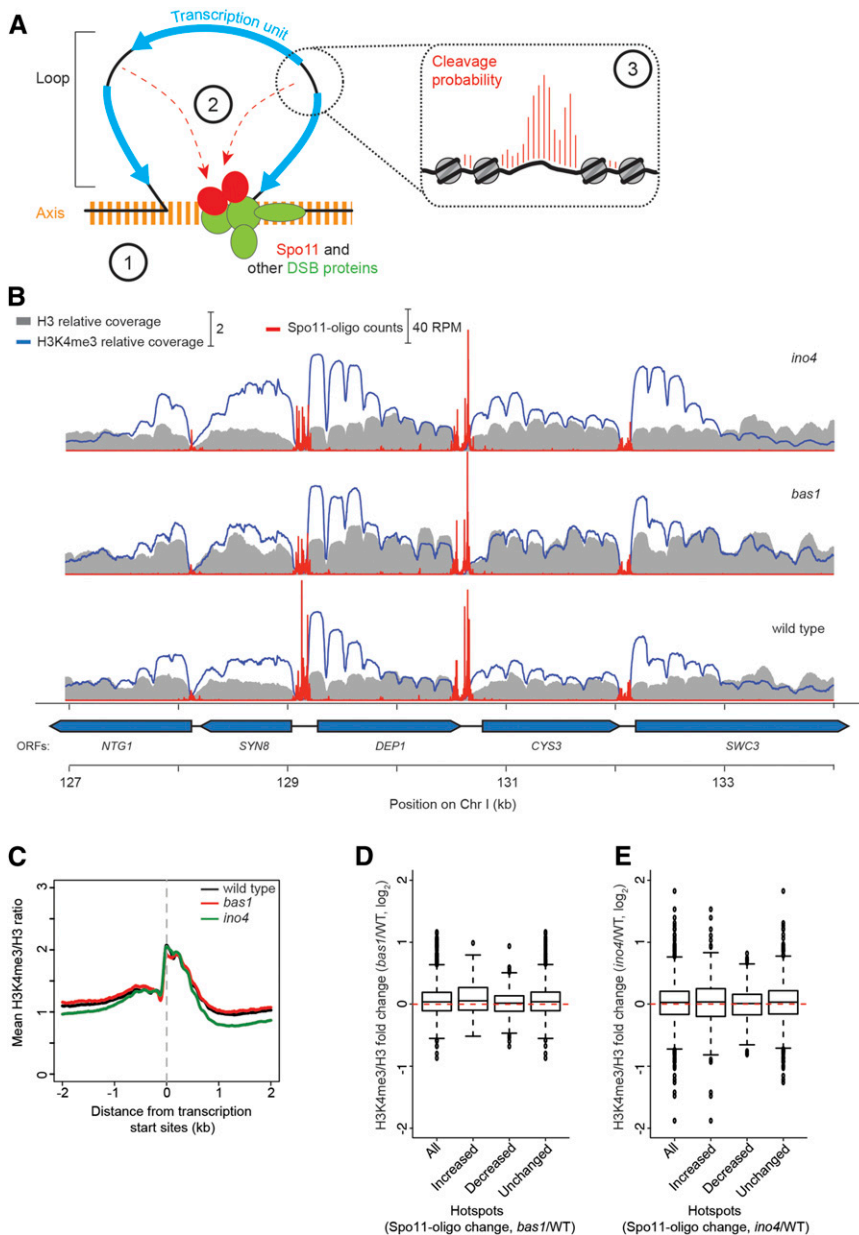 A
Transcription unit
Loop
2
Axis
1
Spo11 and
other DSB proteins
Cleavage
probability
3
B
H3 relative coverage
H3K4me3 relative coverage
2
Spo11-oligo counts
40 RPM
ino4
bas1
wild type
ORFs:
NTG1
SYN8
DEP1
CYS3
SWC3
127
129
131
133
Position on Chr I (kb)
C
Mean H3K4me3/H3 ratio
3
2
1
0
wild type
bas1
ino4
-2
-1
0
1
2
Distance from transcription
start sites (kb)
D
H3K4me3/H3 fold change (bas1/WT, log2)
2
1
0
-1
-2
All
Increased
Decreased
Unchanged
Hotspots
(Spo11-oligo change, bas1/WT)
E
H3K4me3/H3 fold change (ino4/WT, log2)
2
1
0
-1
-2
All
Increased
Decreased
Unchanged
Hotspots
(Spo11-oligo change, ino4/WT)